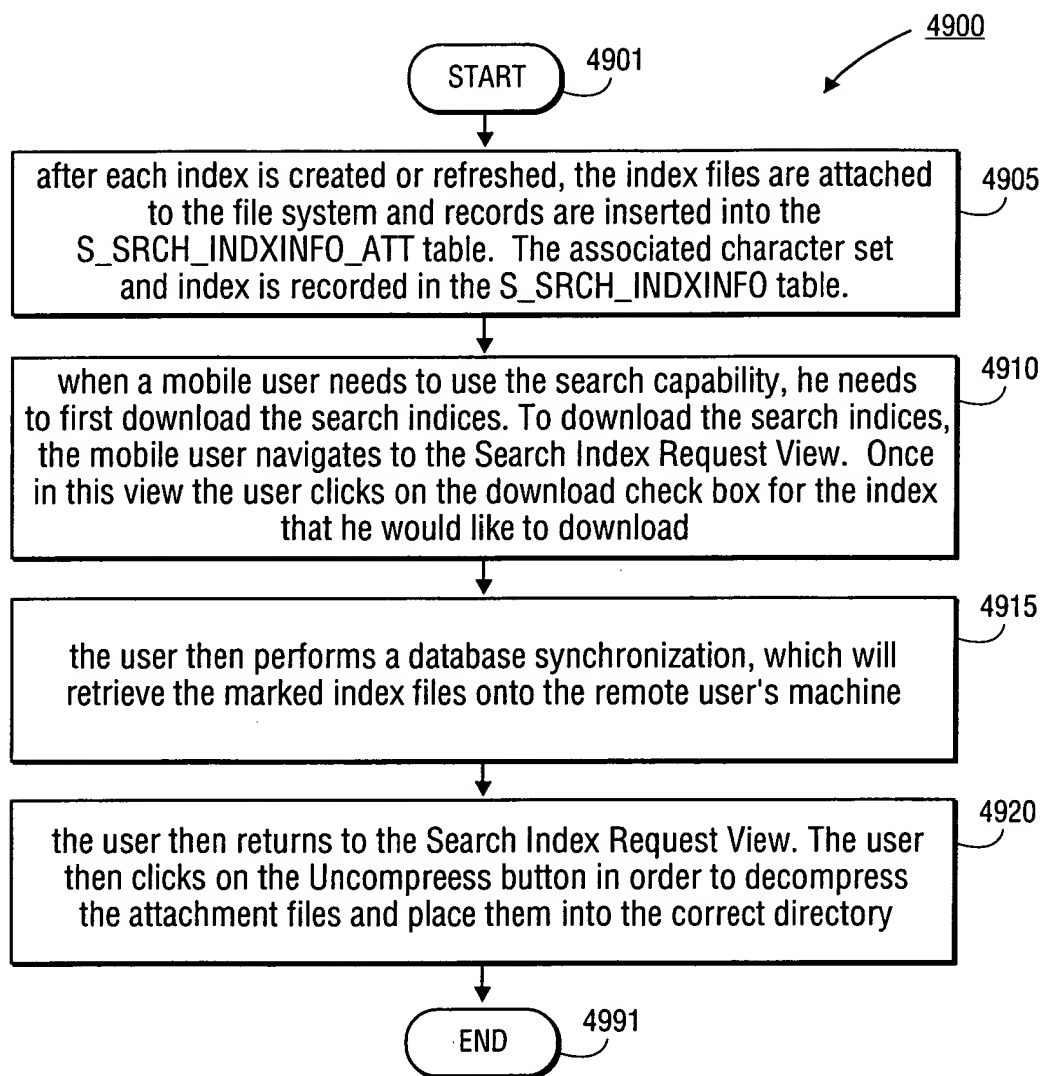 4900
START
4901
after each index is created or refreshed, the index files are attached
to the file system and records are inserted into the
S_SRCH_INDXINFO_ATT table. The associated character set
and index is recorded in the S_SRCH_INDXINFO table.
4905
when a mobile user needs to use the search capability, he needs
to first download the search indices. To download the search indices,
the mobile user navigates to the Search Index Request View. Once
in this view the user clicks on the download check box for the index
that he would like to download
4910
the user then performs a database synchronization, which will
retrieve the marked index files onto the remote user's machine
4915
the user then returns to the Search Index Request View. The user
then clicks on the Uncompreess button in order to decompress
the attachment files and place them into the correct directory
4920
END
4991